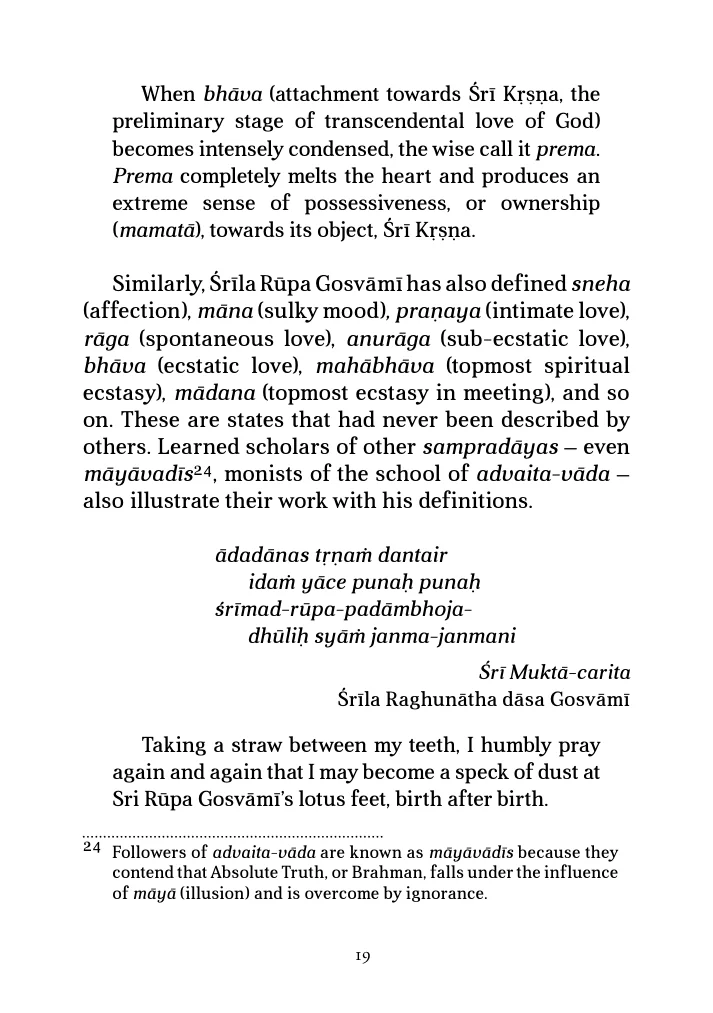 When bhāva (attachment towards Śrī Kṛṣṇa, the
preliminary stage of transcendental love of God)
becomes intensely condensed, the wise call it prema.
Prema completely melts the heart and produces an
extreme sense of possessiveness, or ownership
(mamatā), towards its object, Śrī Kṛṣṇa.
Similarly, Śrīla Rūpa Gosvāmī has also defined sneha
(affection), māna (sulky mood), praṇaya (intimate love),
rāga (spontaneous love), anurāga (sub-ecstatic love),
bhāva (ecstatic love), mahābhāva (topmost spiritual
ecstasy), mādana (topmost ecstasy in meeting), and so
on. These are states that had never been described by
others. Learned scholars of other sampradāyas – even
māyāvadīs24, monists of the school of advaita-vāda –
also illustrate their work with his definitions.
ādadānas tṛṇaṁ dantair
idaṁ yāce punaḥ punaḥ
śrīmad-rūpa-padāmbhoja-
dhūliḥ syāṁ janma-janmani
Śrī Muktā-carita
Śrīla Raghunātha dāsa Gosvāmī
Taking a straw between my teeth, I humbly pray
again and again that I may become a speck of dust at
Sri Rūpa Gosvāmī's lotus feet, birth after birth.
24 Followers of advaita-vāda are known as māyāvādīs because they
contend that Absolute Truth, or Brahman, falls under the influence
of māyā (illusion) and is overcome by ignorance.
19